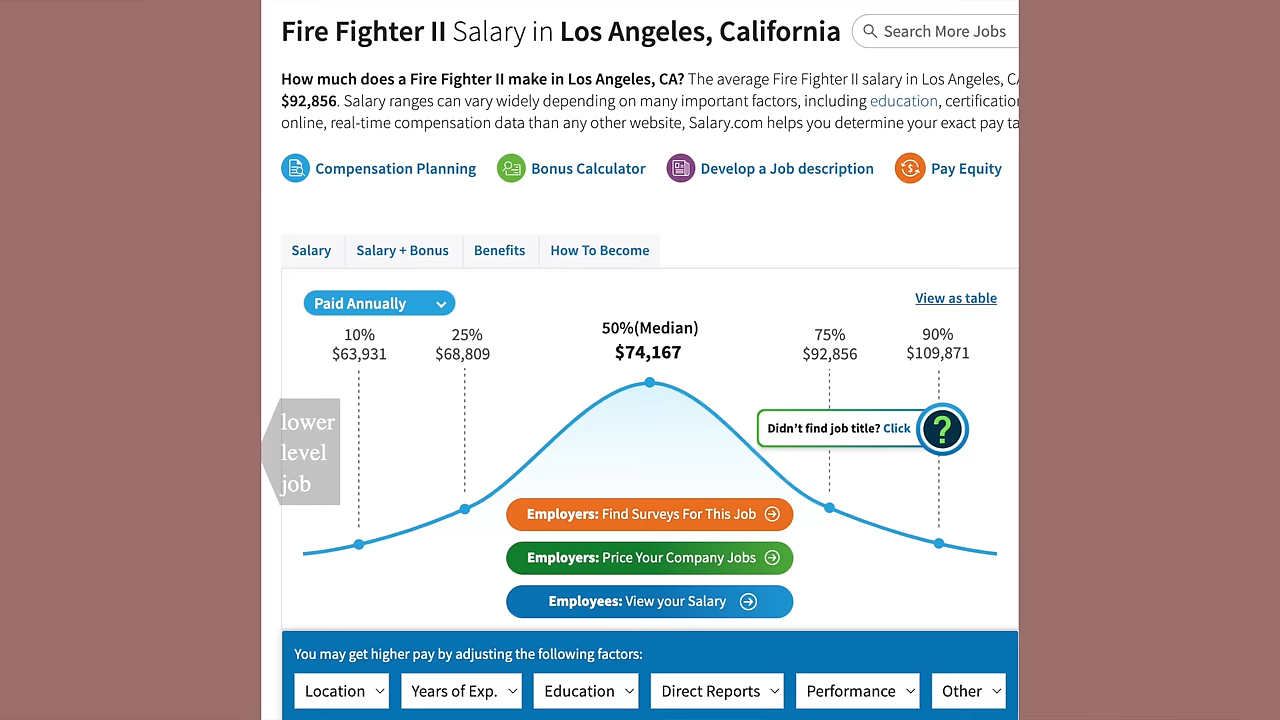 Fire Fighter II Salary in Los Angeles, California
Search More Jobs
How much does a Fire Fighter II make in Los Angeles, CA? The average Fire Fighter II salary in Los Angeles, CA
$92,856. Salary ranges can vary widely depending on many important factors, including education, certification
online, real-time compensation data than any other website, Salary.com helps you determine your exact pay ta
Compensation Planning
Bonus Calculator
Develop a Job description
Pay Equity
Salary
Salary + Bonus
Benefits
How To Become
Paid Annually
View as table
10%
$63,931
25%
$68,809
50%(Median)
$74,167
75%
$92,856
90%
$109,871
lower
level
job
Didn't find job title? Click
?
Employers: Find Surveys For This Job
Employers: Price Your Company Jobs
Employees: View your Salary
You may get higher pay by adjusting the following factors:
Location
Years of Exp.
Education
Direct Reports
Performance
Other